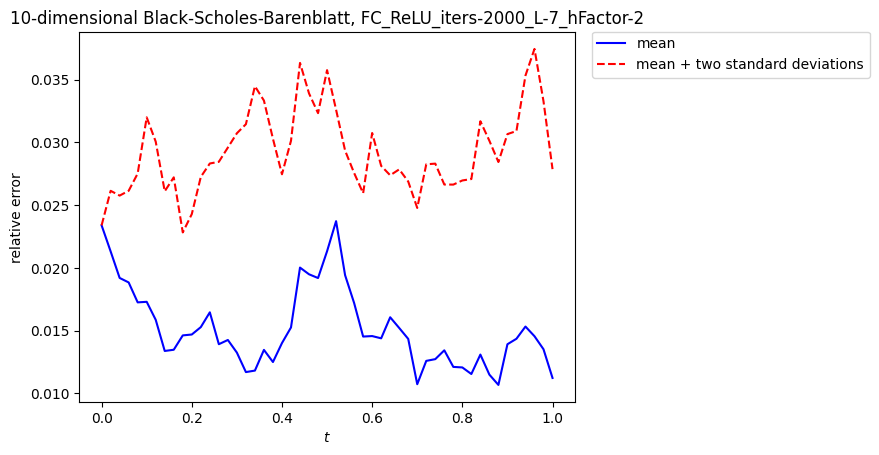 10-dimensional Black-Scholes-Barenblatt, FC_ReLU_iters-2000_L-7_hFactor-2
mean
mean + two standard deviations
relative error
0.035
0.030
0.025
0.020
0.015
0.010
0.0 0.2 0.4 0.6 0.8 1.0
t